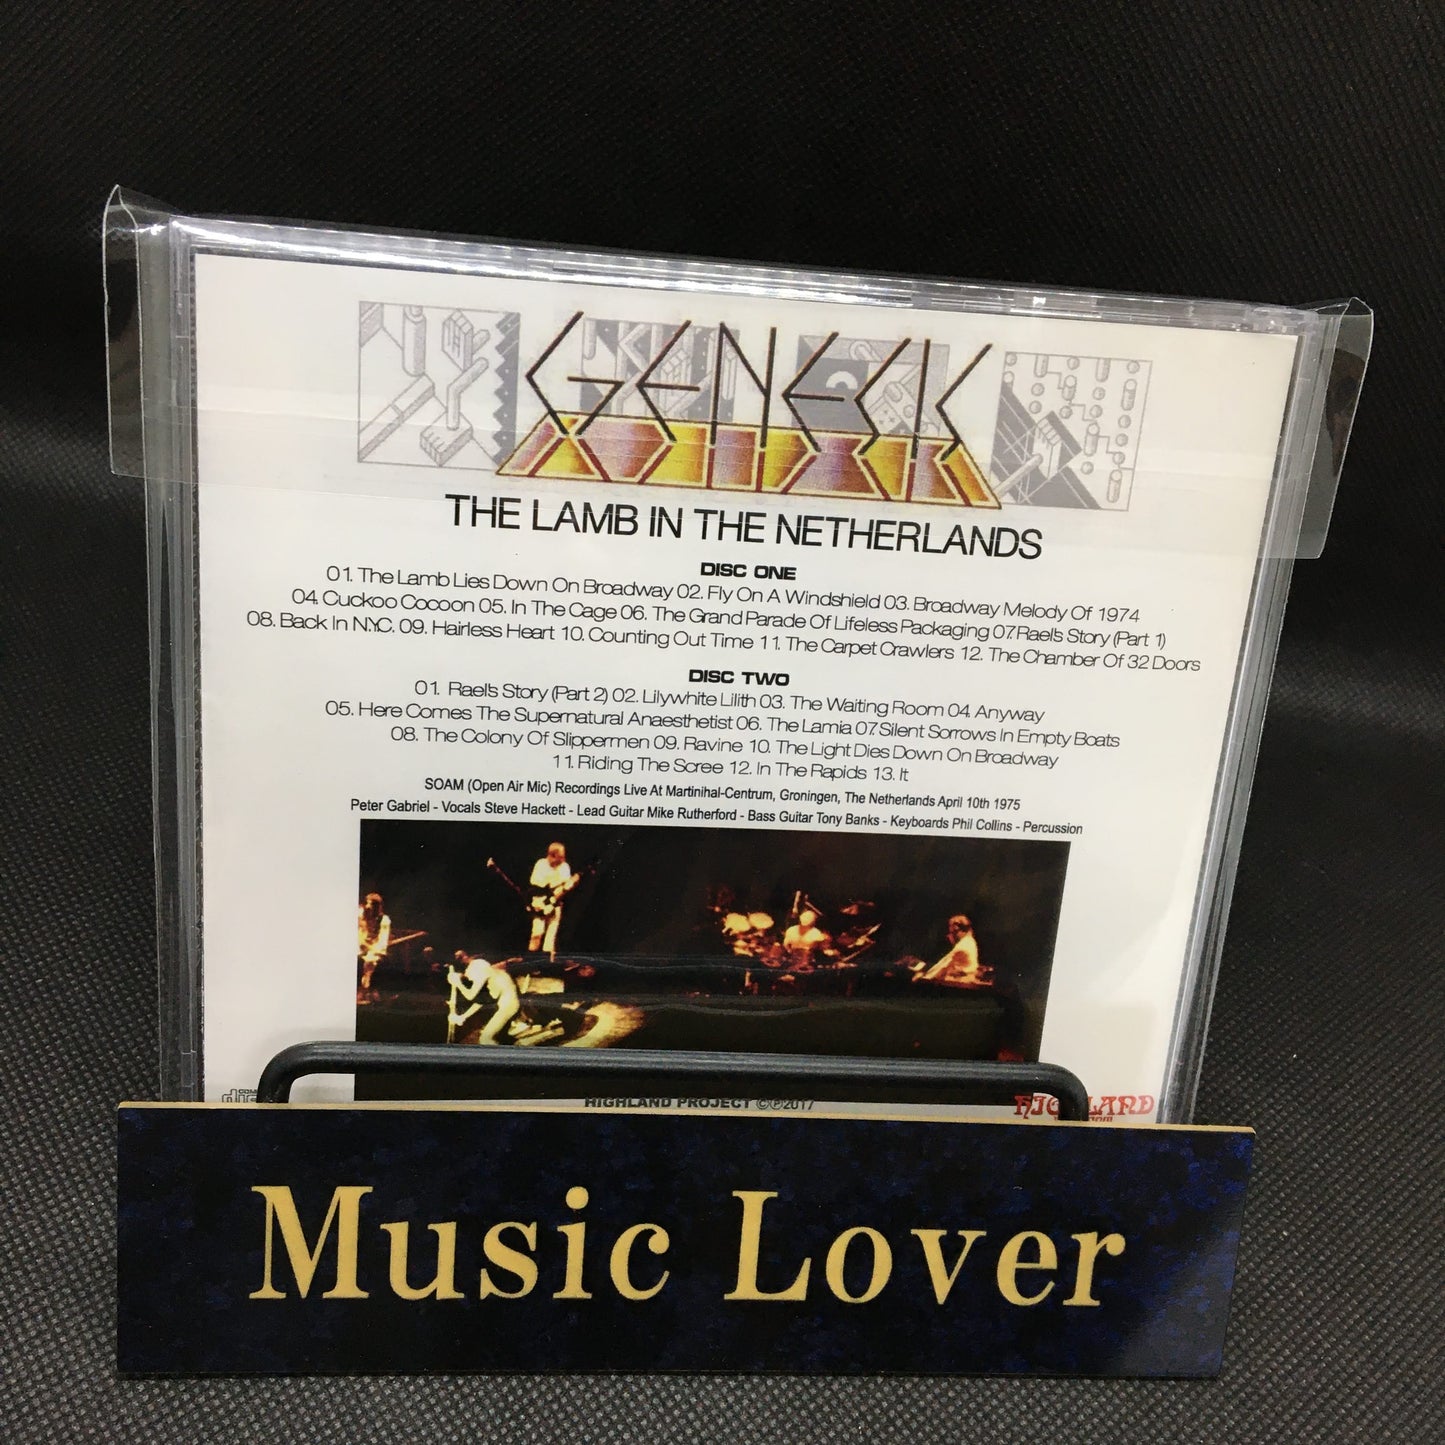 GENESIS
THE LAMB IN THE NETHERLANDS
DISC ONE
01. The Lamb Lies Down On Broadway 02. Fly On A Windshield 03. Broadway Melody Of 1974
04. Cuckoo Cocoon 05. In The Cage 06. The Grand Parade Of Lifeless Packaging 07.Rael's Story (Part 1)
08. Back In N.Y.C. 09. Hairless Heart 10. Counting Out Time 11. The Carpet Crawlers 12. The Chamber Of 32 Doors
DISC TWO
01. Rael's Story (Part 2) 02. Lilywhite Lilith 03. The Waiting Room 04. Anyway
05. Here Comes The Supernatural Anaesthetist 06. The Lamia 07.Silent Sorrows In Empty Boats
08. The Colony Of Slippermen 09. Ravine 10. The Light Dies Down On Broadway
11. Riding The Scree 12. In The Rapids 13. It
SOAM (Open Air Mic) Recordings Live At Martinihal-Centrum, Groningen, The Netherlands April 10th 1975
Peter Gabriel - Vocals Steve Hackett - Lead Guitar Mike Rutherford - Bass Guitar Tony Banks - Keyboards Phil Collins - Percussion
HIGHLAND PROJECT ©℗2017
HIGHLAND
Music Lover